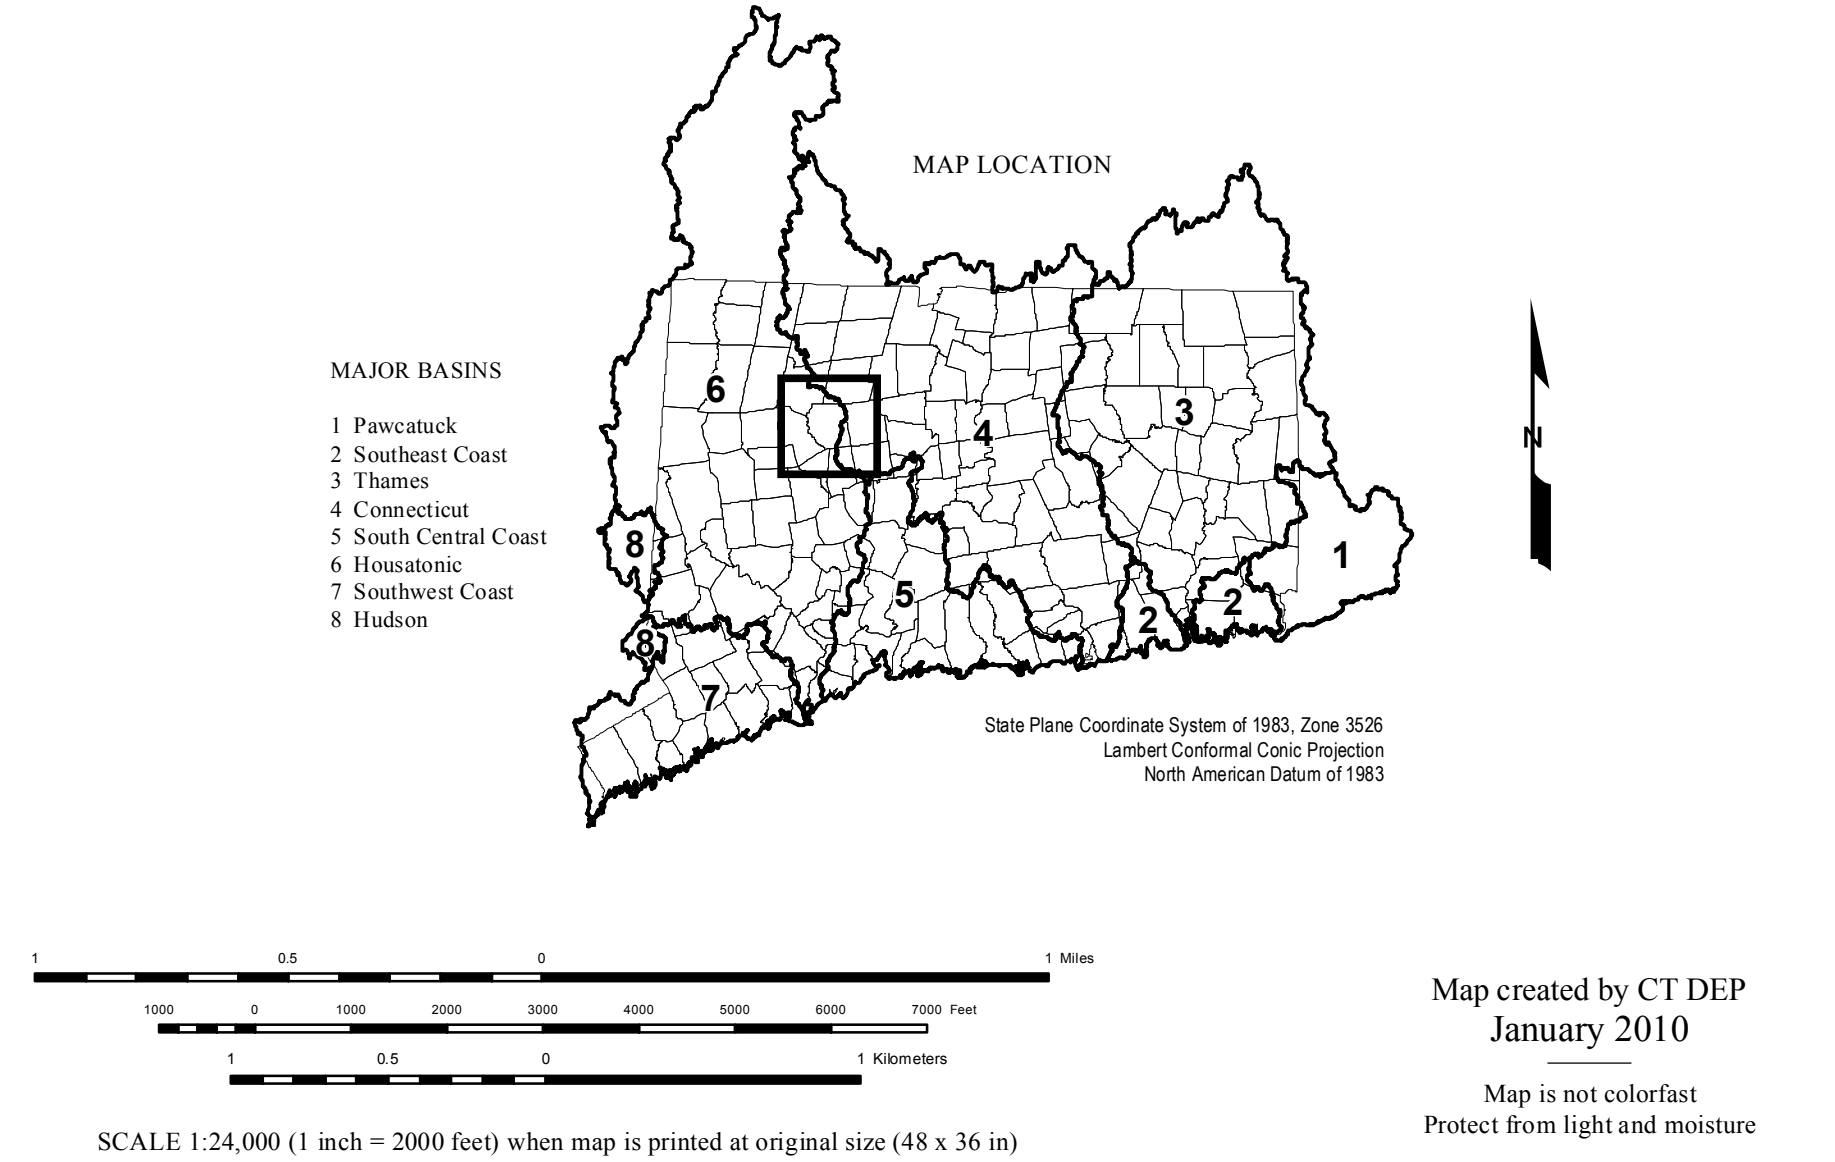 MAP LOCATION
MAJOR BASINS
1 Pawcatuck
2 Southeast Coast
3 Thames
4 Connecticut
5 South Central Coast
6 Housatonic
7 Southwest Coast
8 Hudson
6
3
4
8
1
5
2
2
8
7
N
State Plane Coordinate System of 1983, Zone 3526
Lambert Conformal Conic Projection
North American Datum of 1983
1 0.5 0 1 Miles
1000 0 1000 2000 3000 4000 5000 6000 7000 Feet
1 0.5 0 1 Kilometers
SCALE 1:24,000 (1 inch = 2000 feet) when map is printed at original size (48 x 36 in)
Map created by CT DEP
January 2010
Map is not colorfast
Protect from light and moisture